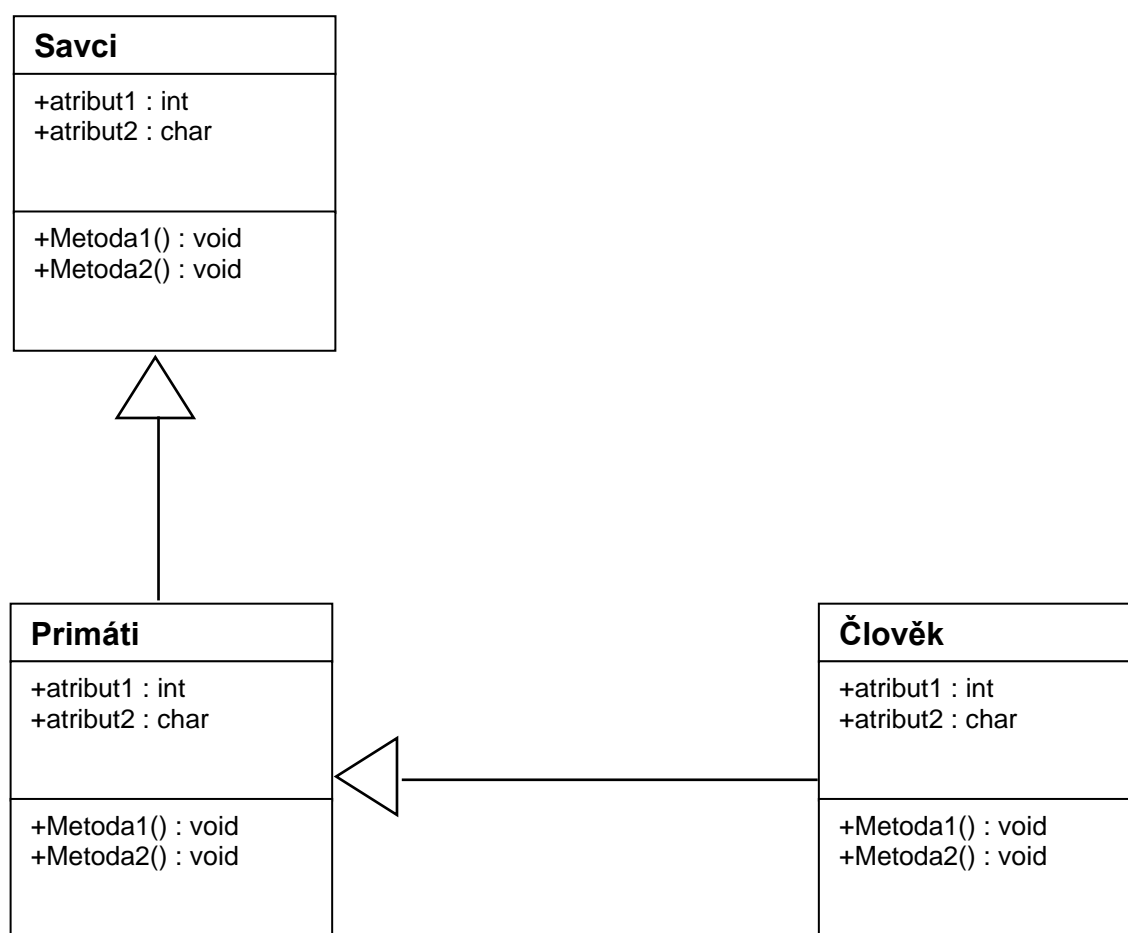 Savci
+atribut1 : int
+atribut2 : char
+Metoda1() : void
+Metoda2() : void
Primáti
+atribut1 : int
+atribut2 : char
+Metoda1() : void
+Metoda2() : void
Člověk
+atribut1 : int
+atribut2 : char
+Metoda1() : void
+Metoda2() : void